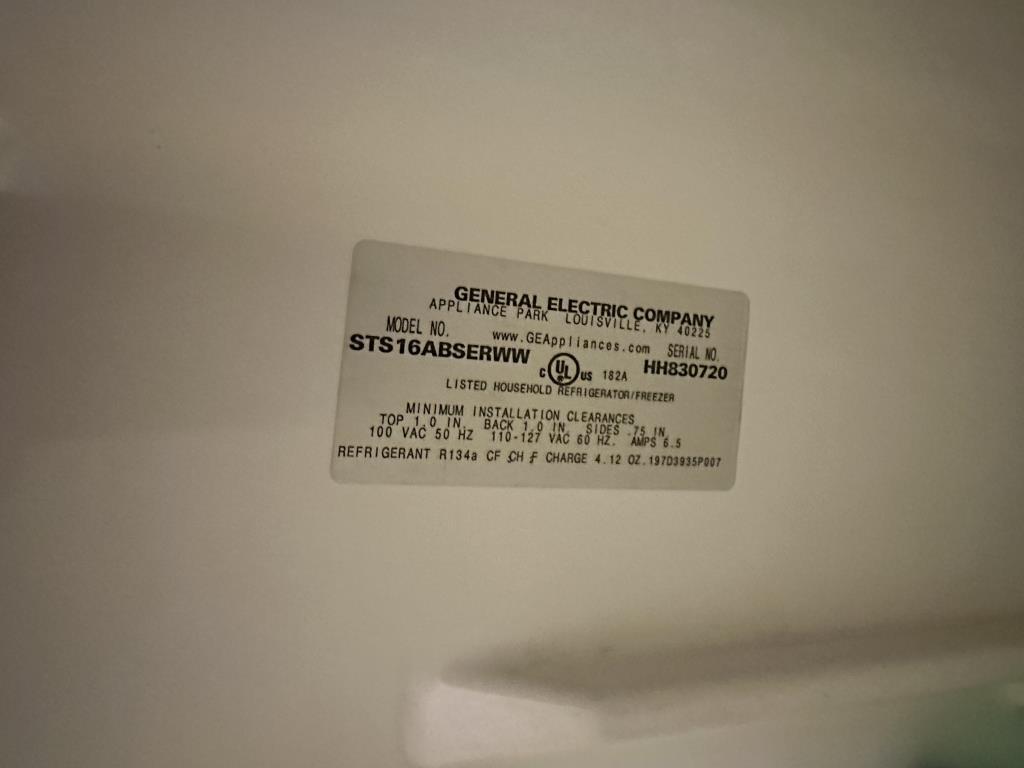 GENERAL ELECTRIC COMPANY
APPLIANCE PARK LOUISVILLE, KY 40225
MODEL NO. www.GEAppliances.com SERIAL NO.
STS16ABSERWW c UL US 182A HH830720
LISTED HOUSEHOLD REFRIGERATOR/FREEZER
MINIMUM INSTALLATION CLEARANCES
TOP 1.0 IN. BACK 1.0 IN. SIDES .75 IN.
100 VAC 50 HZ 110-127 VAC 60 HZ. AMPS 6.5
REFRIGERANT R134a CF CH F CHARGE 4.12 OZ. 197D3935P007